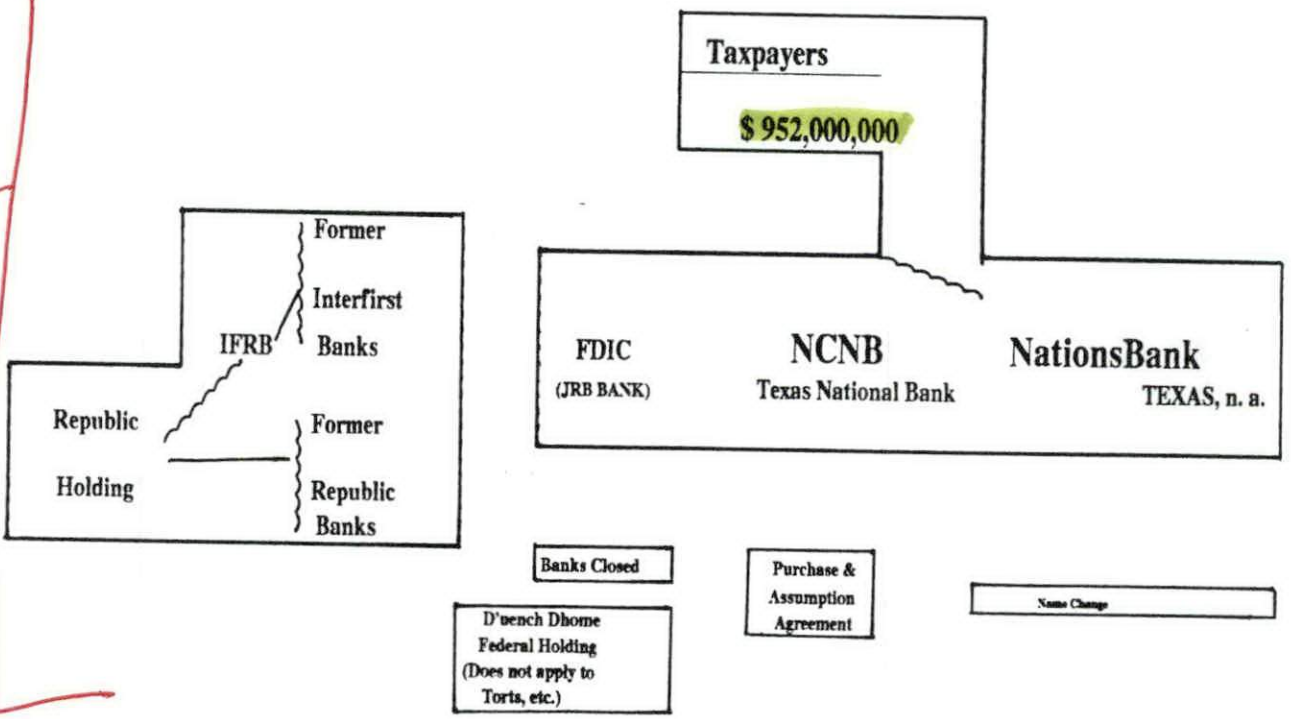 Taxpayers
$ 952,000,000
Former
Interfirst
IFRB
Banks
Republic
Former
Holding
Republic
Banks
FDIC
(JRB BANK)
NCNB
Texas National Bank
NationsBank
TEXAS, n. a.
Banks Closed
D'uench Dhome
Federal Holding
(Does not apply to
Torts, etc.)
Purchase &
Assumption
Agreement
Name Change